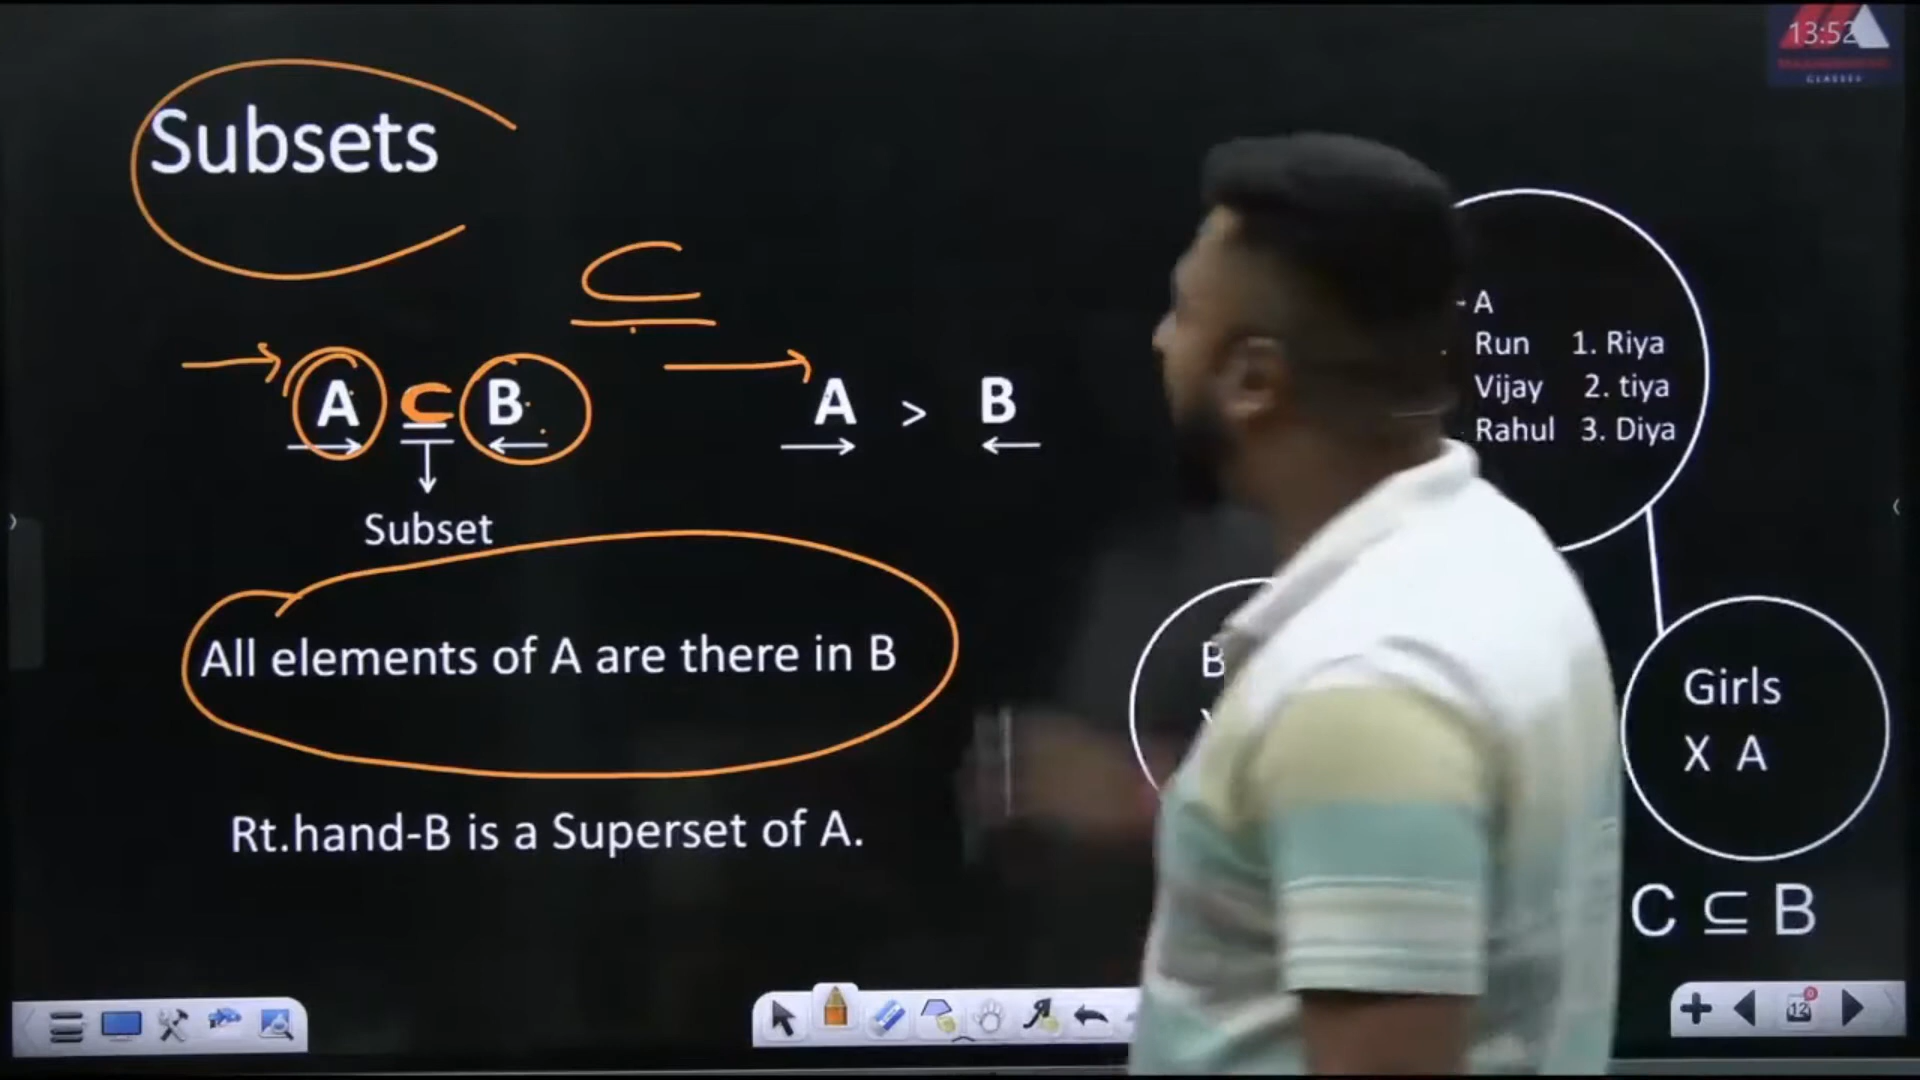 13:52
CLASSES
Subsets
⊆
A ⊆ B
A > B
Subset
All elements of A are there in B
Rt.hand-B is a Superset of A.
- A
Run 1. Riya
Vijay 2. tiya
Rahul 3. Diya
B
Girls
X A
C ⊆ B
12